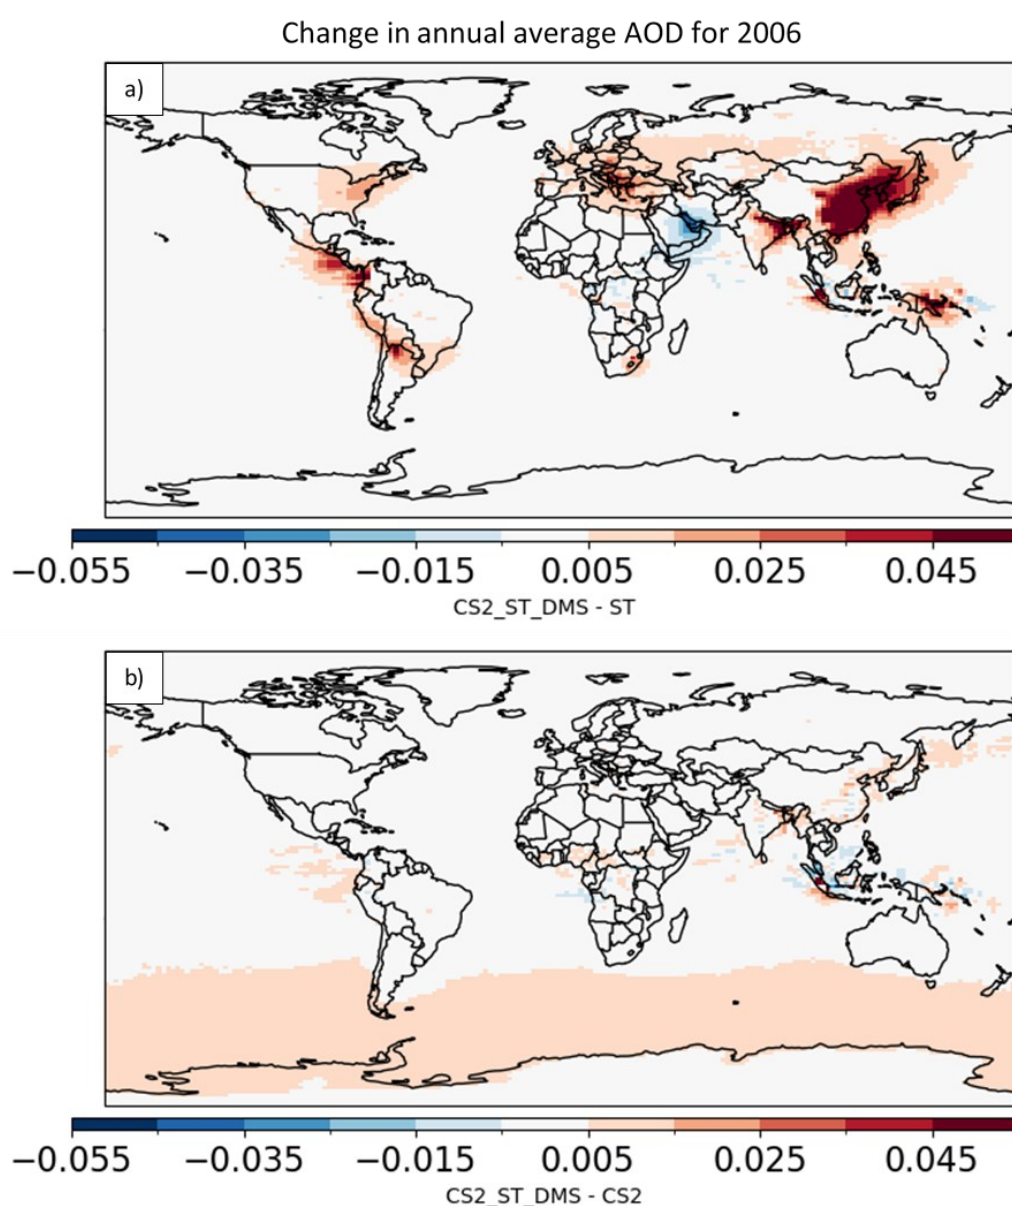 Change in annual average AOD for 2006
a)
−0.055 −0.035 −0.015 0.005 0.025 0.045
CS2_ST_DMS - ST
b)
−0.055 −0.035 −0.015 0.005 0.025 0.045
CS2_ST_DMS - CS2